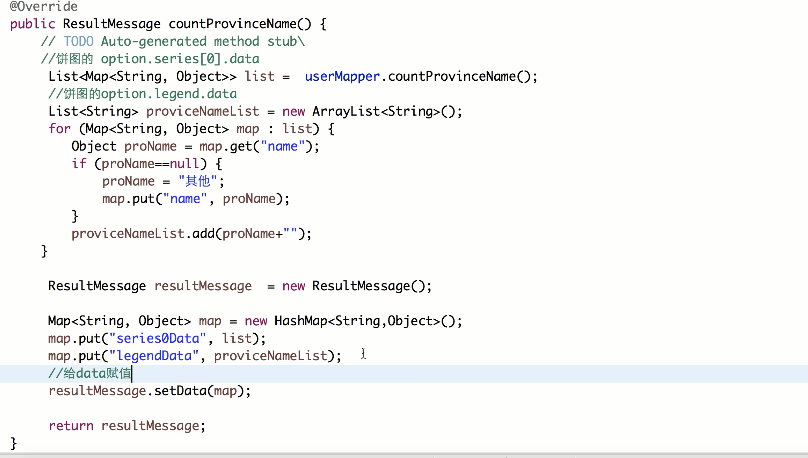 @Override
public ResultMessage countProvinceName() {
// TODO Auto-generated method stub\
//饼图的 option.series[0].data
List<Map<String, Object>> list =  userMapper.countProvinceName();
//饼图的option.legend.data
List<String> proviceNameList = new ArrayList<String>();
for (Map<String, Object> map : list) {
Object proName = map.get("name");
if (proName==null) {
proName = "其他";
map.put("name", proName);
}
proviceNameList.add(proName+"");
}
ResultMessage resultMessage  = new ResultMessage();
Map<String, Object> map = new HashMap<String,Object>();
map.put("series0Data", list);
map.put("legendData", proviceNameList);
//给data赋值
resultMessage.setData(map);
return resultMessage;
}